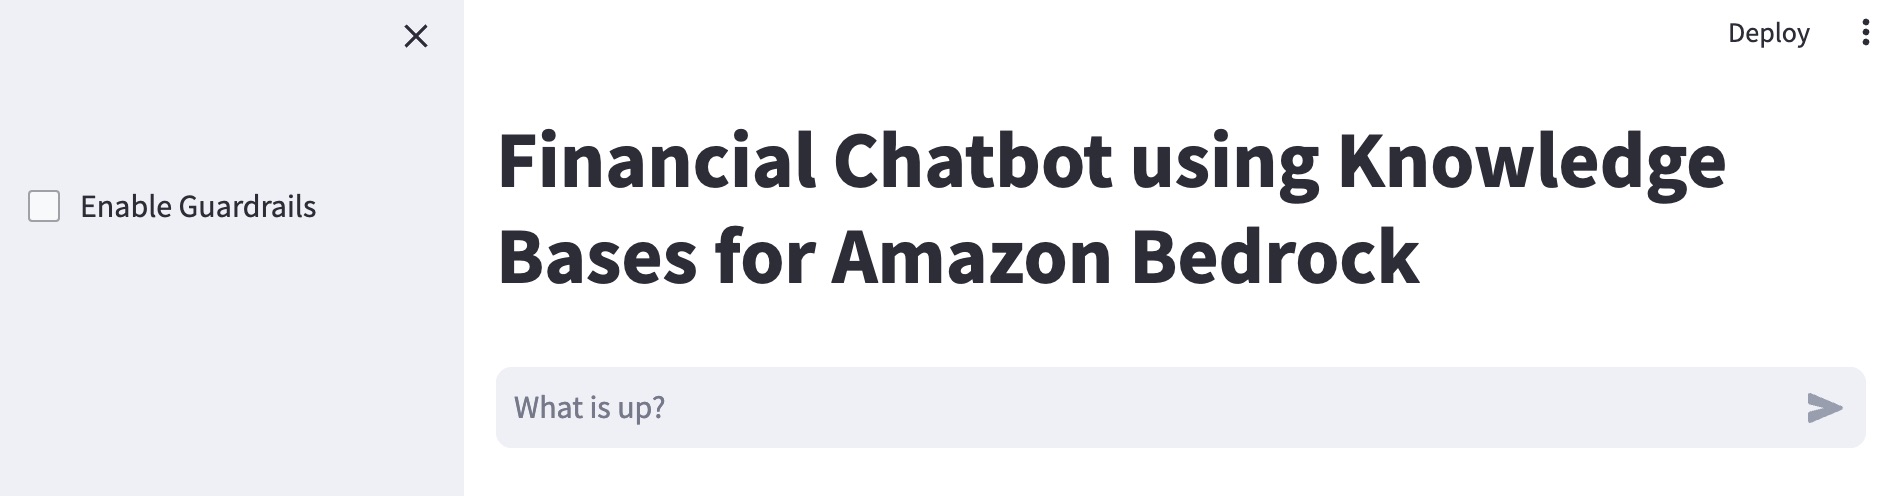 Deploy
Enable Guardrails
Financial Chatbot using Knowledge
Bases for Amazon Bedrock
What is up?